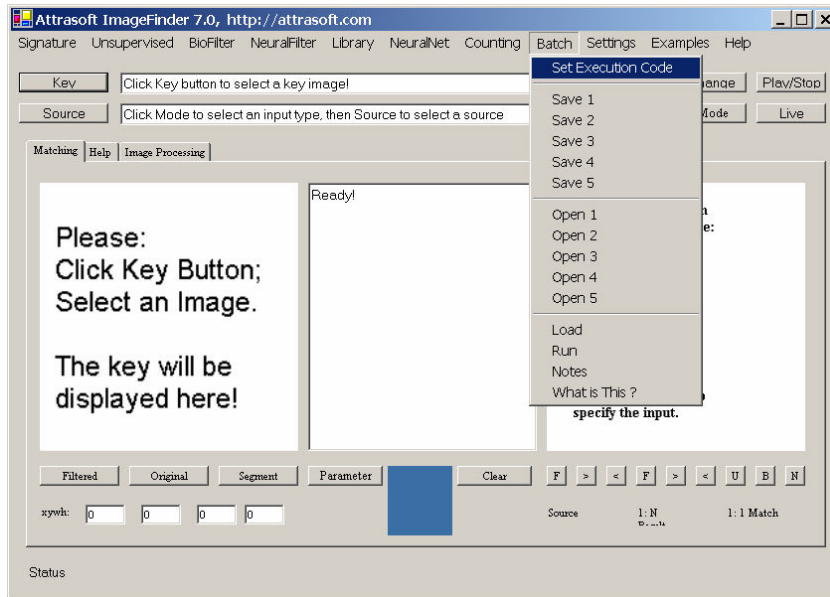 Attrasoft ImageFinder 7.0, http://attrasoft.com
Signature Unsupervised BioFilter NeuralFilter Library NeuralNet Counting Batch Settings Examples Help
Key Click Key button to select a key image! ange Play/Stop
Source Click Mode to select an input type, then Source to select a source Mode Live
Set Execution Code
Save 1
Save 2
Save 3
Save 4
Save 5
Open 1
Open 2
Open 3
Open 4
Open 5
Load
Run
Notes
What is This ?
Matching Help Image Processing
Please:
Click Key Button;
Select an Image.
The key will be
displayed here!
Ready!
e:
specify the input.
Filtered Original Segment Parameter Clear F > < F > < U B N
xywh: 0 0 0 0 Source 1: N 1: 1 Match
Status